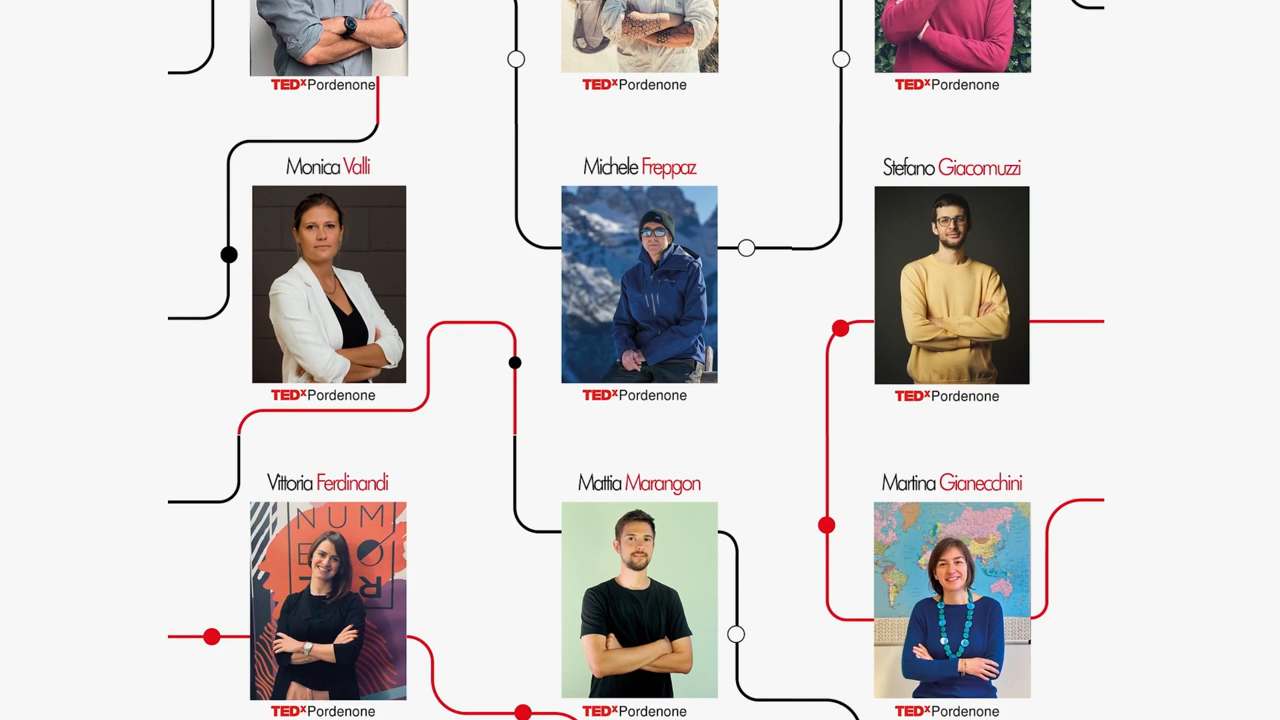 TEDxPordenone
TEDxPordenone
TEDxPordenone
Monica Valli
Michele Freppaz
Stefano Giacomuzzi
TEDxPordenone
TEDxPordenone
TEDxPordenone
Vittoria Ferdinandi
Mattia Marangon
Martina Gianecchini
NUM
TEDxPordenone
TEDxPordenone
TEDxPordenone